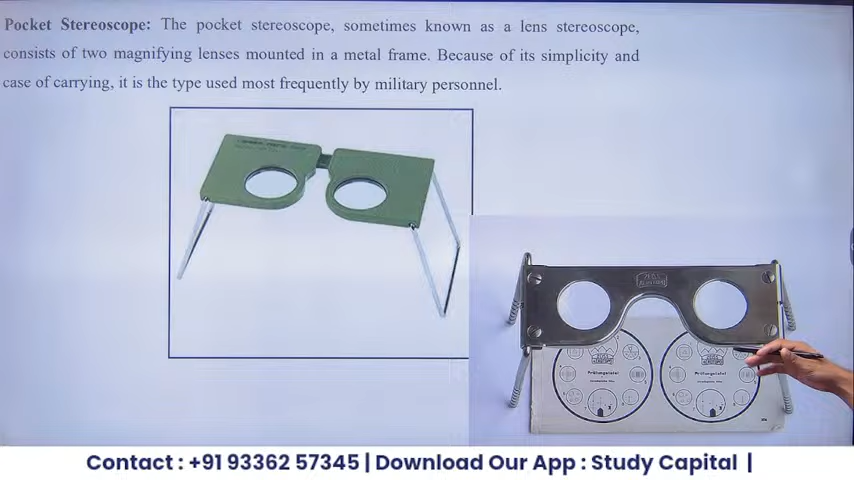 Pocket Stereoscope: The pocket stereoscope, sometimes known as a lens stereoscope,
consists of two magnifying lenses mounted in a metal frame. Because of its simplicity and
case of carrying, it is the type used most frequently by military personnel.
Prüfungstafel
Prüfungstafel
Contact : +91 93362 57345 | Download Our App : Study Capital |